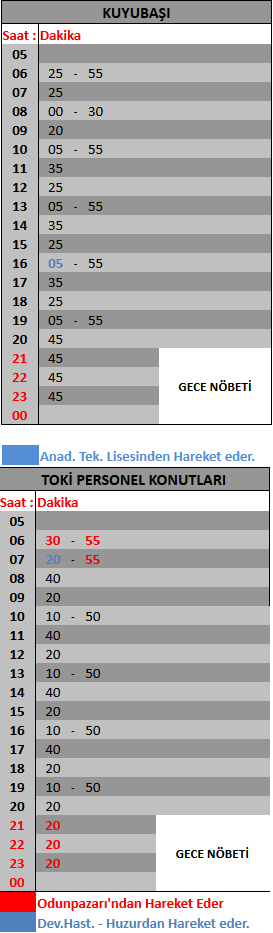 KUYUBAŞI
Saat : Dakika
05
06 25 - 55
07 25
08 00 - 30
09 20
10 05 - 55
11 35
12 25
13 05 - 55
14 35
15 25
16 05 - 55
17 35
18 25
19 05 - 55
20 45
21 45
22 45
GECE NÖBETİ
23 45
00
Anad. Tek. Lisesinden Hareket eder.
TOKİ PERSONEL KONUTLARI
Saat : Dakika
05
06 30 - 55
07 20 - 55
08 40
09 20
10 10 - 50
11 40
12 20
13 10 - 50
14 40
15 20
16 10 - 50
17 40
18 20
19 10 - 50
20 20
21 20
22 20
GECE NÖBETİ
23 20
00
Odunpazarı'ndan Hareket Eder
Dev.Hast. - Huzurdan Hareket eder.